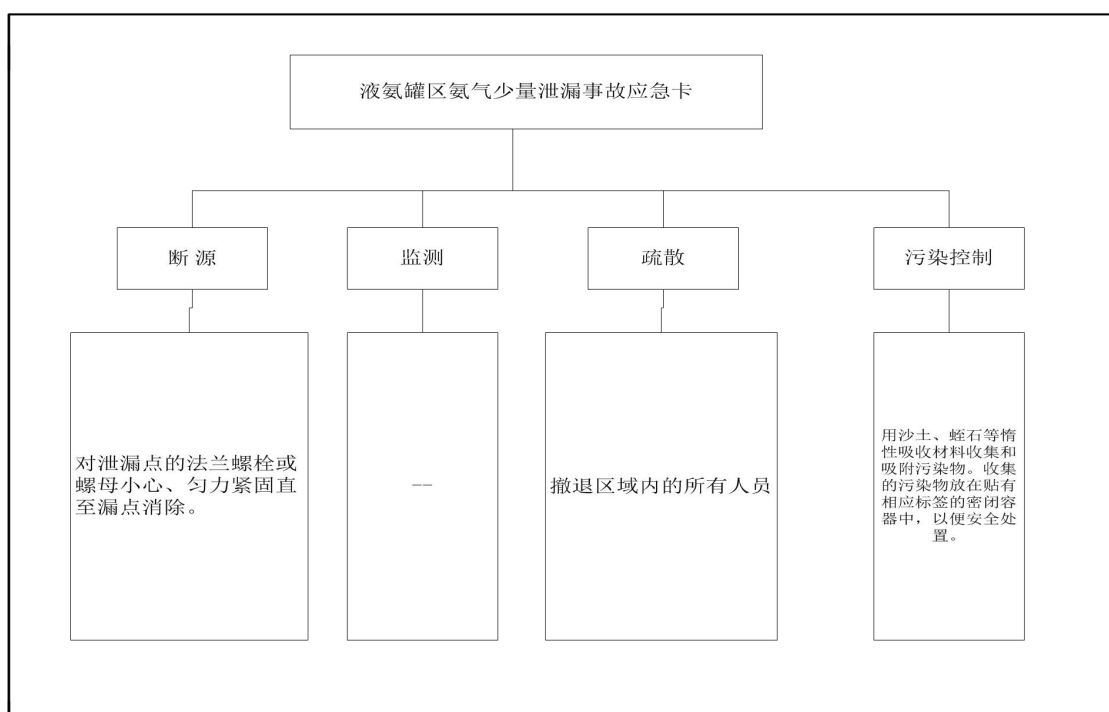 液氨罐区氨气少量泄漏事故应急卡
断 源
监测
疏散
污染控制
对泄漏点的法兰螺栓或
螺母小心、匀力紧固直
至漏点消除。
——
撤退区域内的所有人员
用沙土、蛭石等惰
性吸收材料收集和
吸附污染物。收集
的污染物放在贴有
相应标签的密闭容
器中，以便安全处
置。